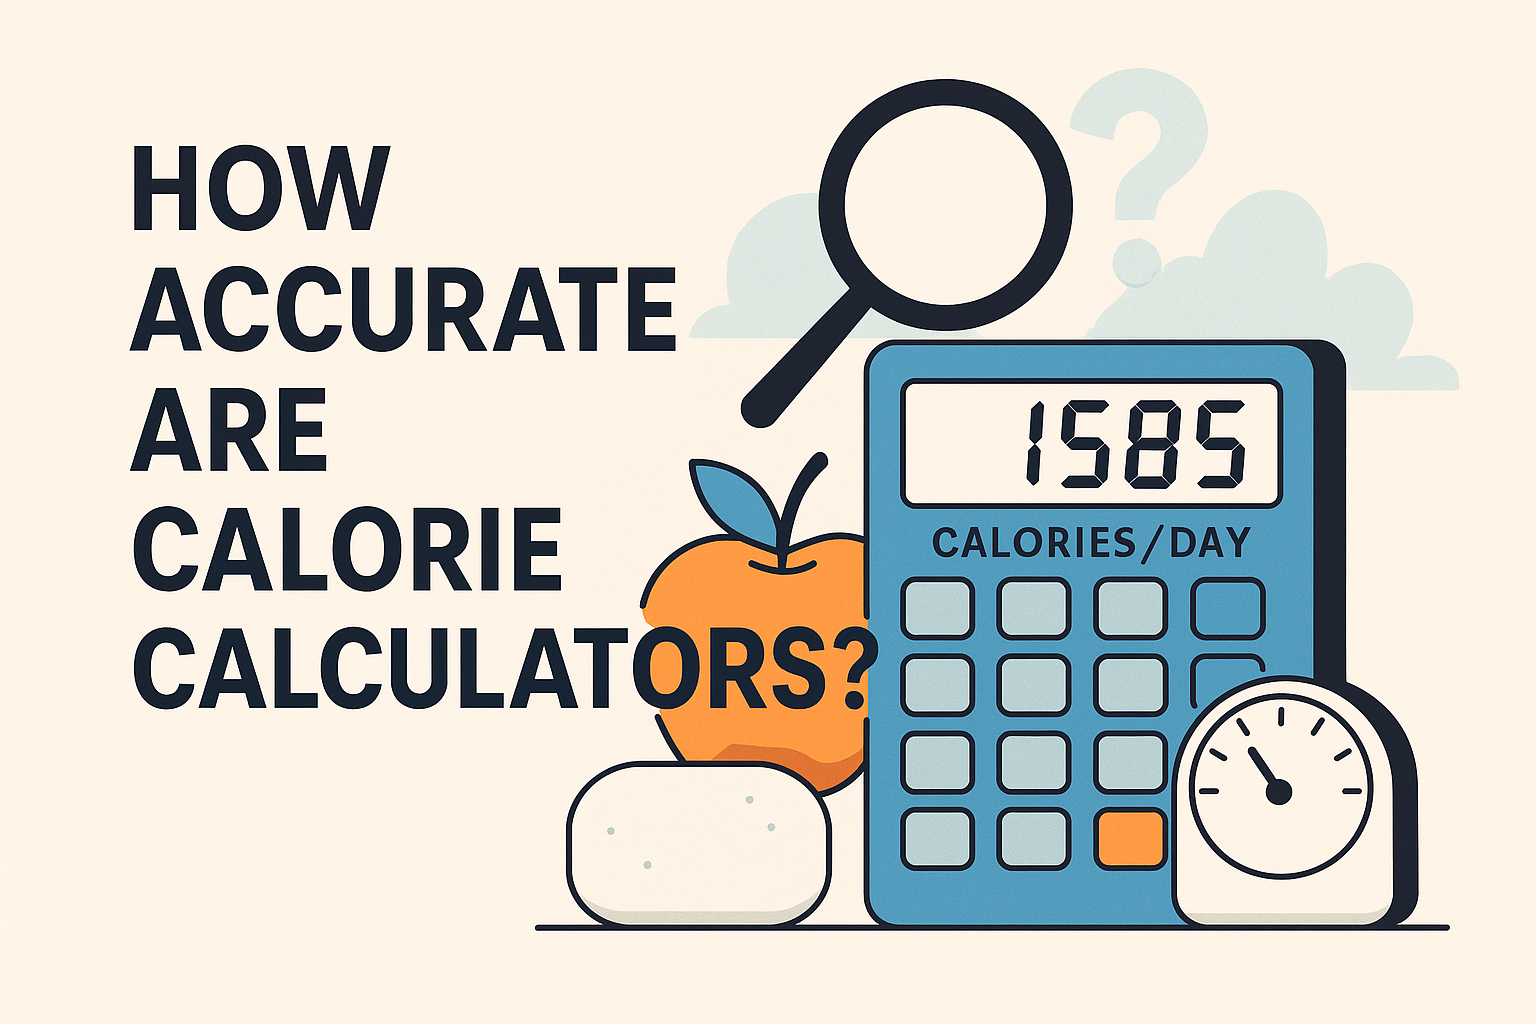 HOW
ACCURATE
ARE
CALORIE
CALCULATORS?
1585
CALORIES/DAY
?